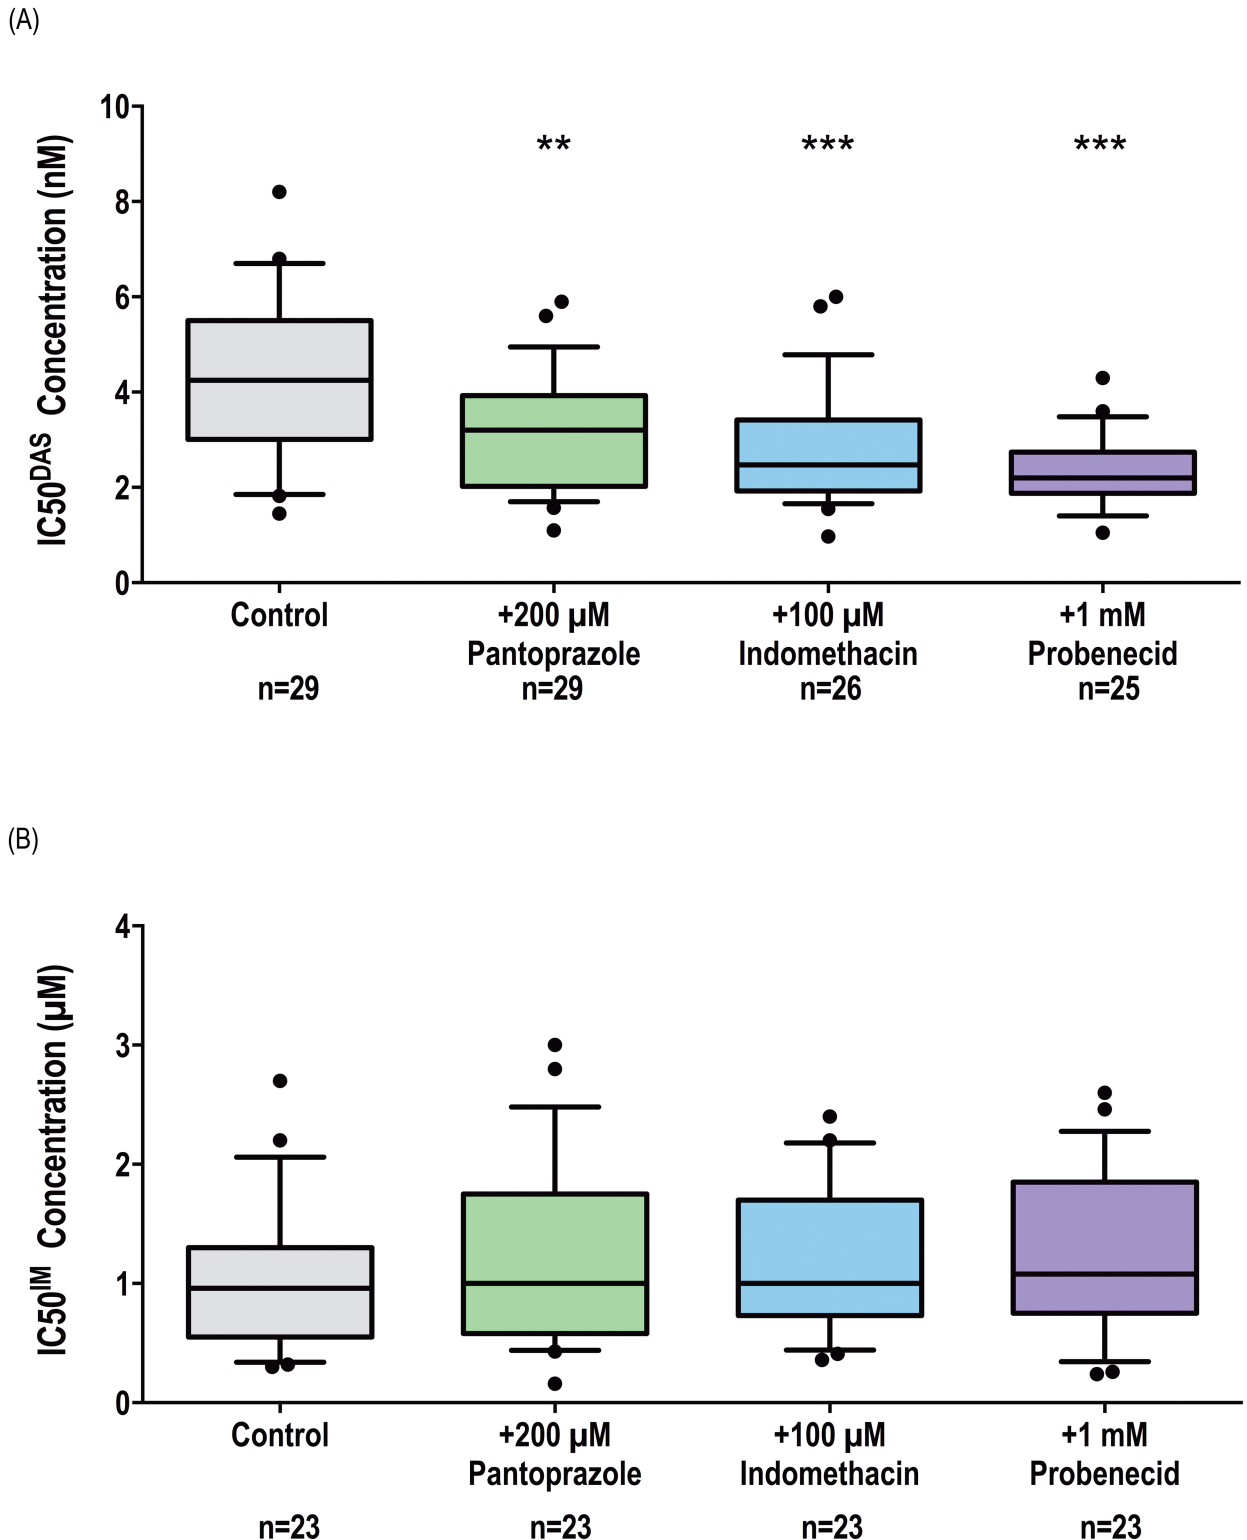 (A)
10
8
6
4
2
0
IC50DAS Concentration (nM)
** *** ***
Control +200 µM +100 µM +1 mM
Pantoprazole Indomethacin Probenecid
n=29 n=29 n=26 n=25
(B)
4
3
2
1
0
IC50IM Concentration (µM)
Control +200 µM +100 µM +1 mM
Pantoprazole Indomethacin Probenecid
n=23 n=23 n=23 n=23